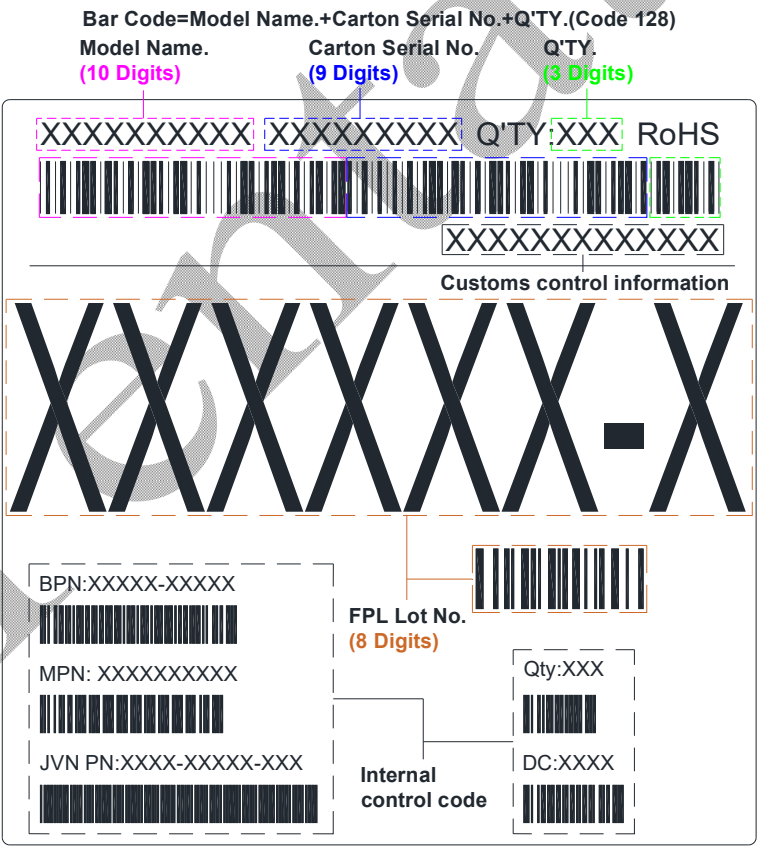 Bar Code=Model Name.+Carton Serial No.+Q'TY.(Code 128)
Model Name. Carton Serial No. Q'TY.
(10 Digits) (9 Digits) (3 Digits)
XXXXXXXXXX XXXXXXXXX Q'TY:XXX RoHS
XXXXXXXXXXXXX
Customs control information
XXXXXX-X
BPN:XXXXX-XXXXX
FPL Lot No.
(8 Digits)
MPN: XXXXXXXXXX
Qty:XXX
JVN PN:XXXX-XXXXX-XXX
DC:XXXX
Internal
control code